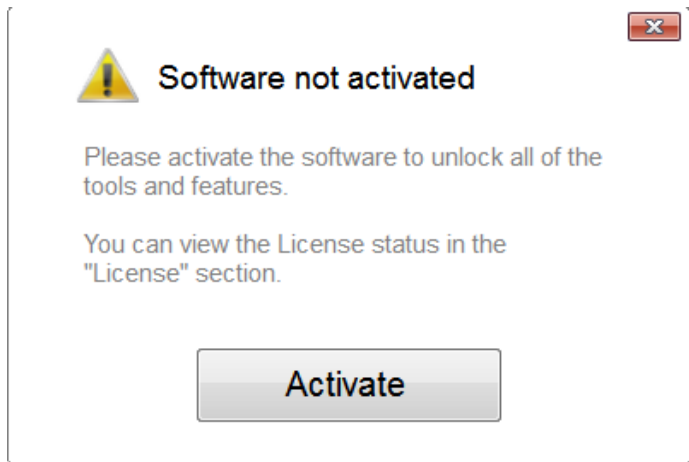 Software not activated
Please activate the software to unlock all of the
tools and features.
You can view the License status in the
"License" section.
Activate